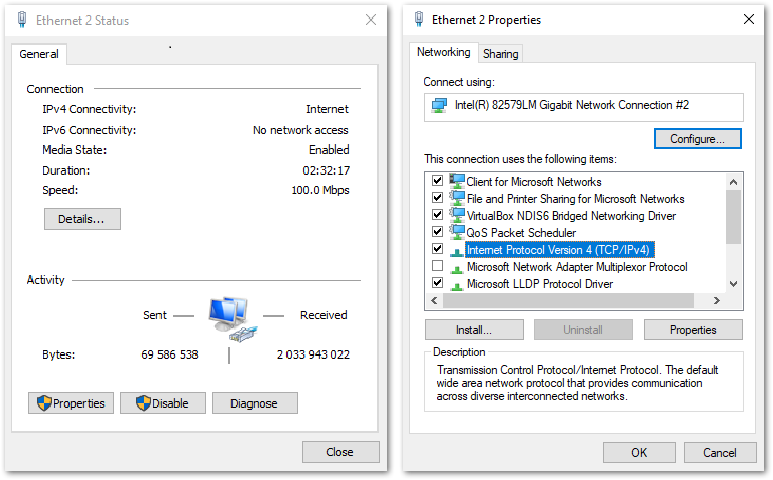 Ethernet 2 Status
General
Connection
IPv4 Connectivity: Internet
IPv6 Connectivity: No network access
Media State: Enabled
Duration: 02:32:17
Speed: 100.0 Mbps
Details...
Activity
Sent Received
Bytes: 69 586 538 2 033 943 022
Properties Disable Diagnose
Close
Ethernet 2 Properties
Networking Sharing
Connect using:
Intel(R) 82579LM Gigabit Network Connection #2
Configure...
This connection uses the following items:
Client for Microsoft Networks
File and Printer Sharing for Microsoft Networks
VirtualBox NDIS6 Bridged Networking Driver
QoS Packet Scheduler
Internet Protocol Version 4 (TCP/IPv4)
Microsoft Network Adapter Multiplexor Protocol
Microsoft LLDP Protocol Driver
Install... Uninstall Properties
Description
Transmission Control Protocol/Internet Protocol. The default
wide area network protocol that provides communication
across diverse interconnected networks.
OK Cancel